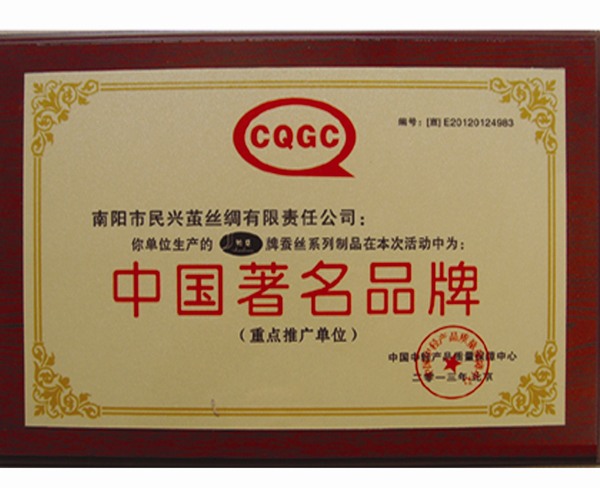 CQGC
编号：[质] E20120124983
南阳市民兴茧丝绸有限责任公司：
你单位生产的 牌蚕丝系列制品在本次活动中为：
中国著名品牌
（重点推广单位）
中国中轻产品质量保障中心
二零一三年.北京